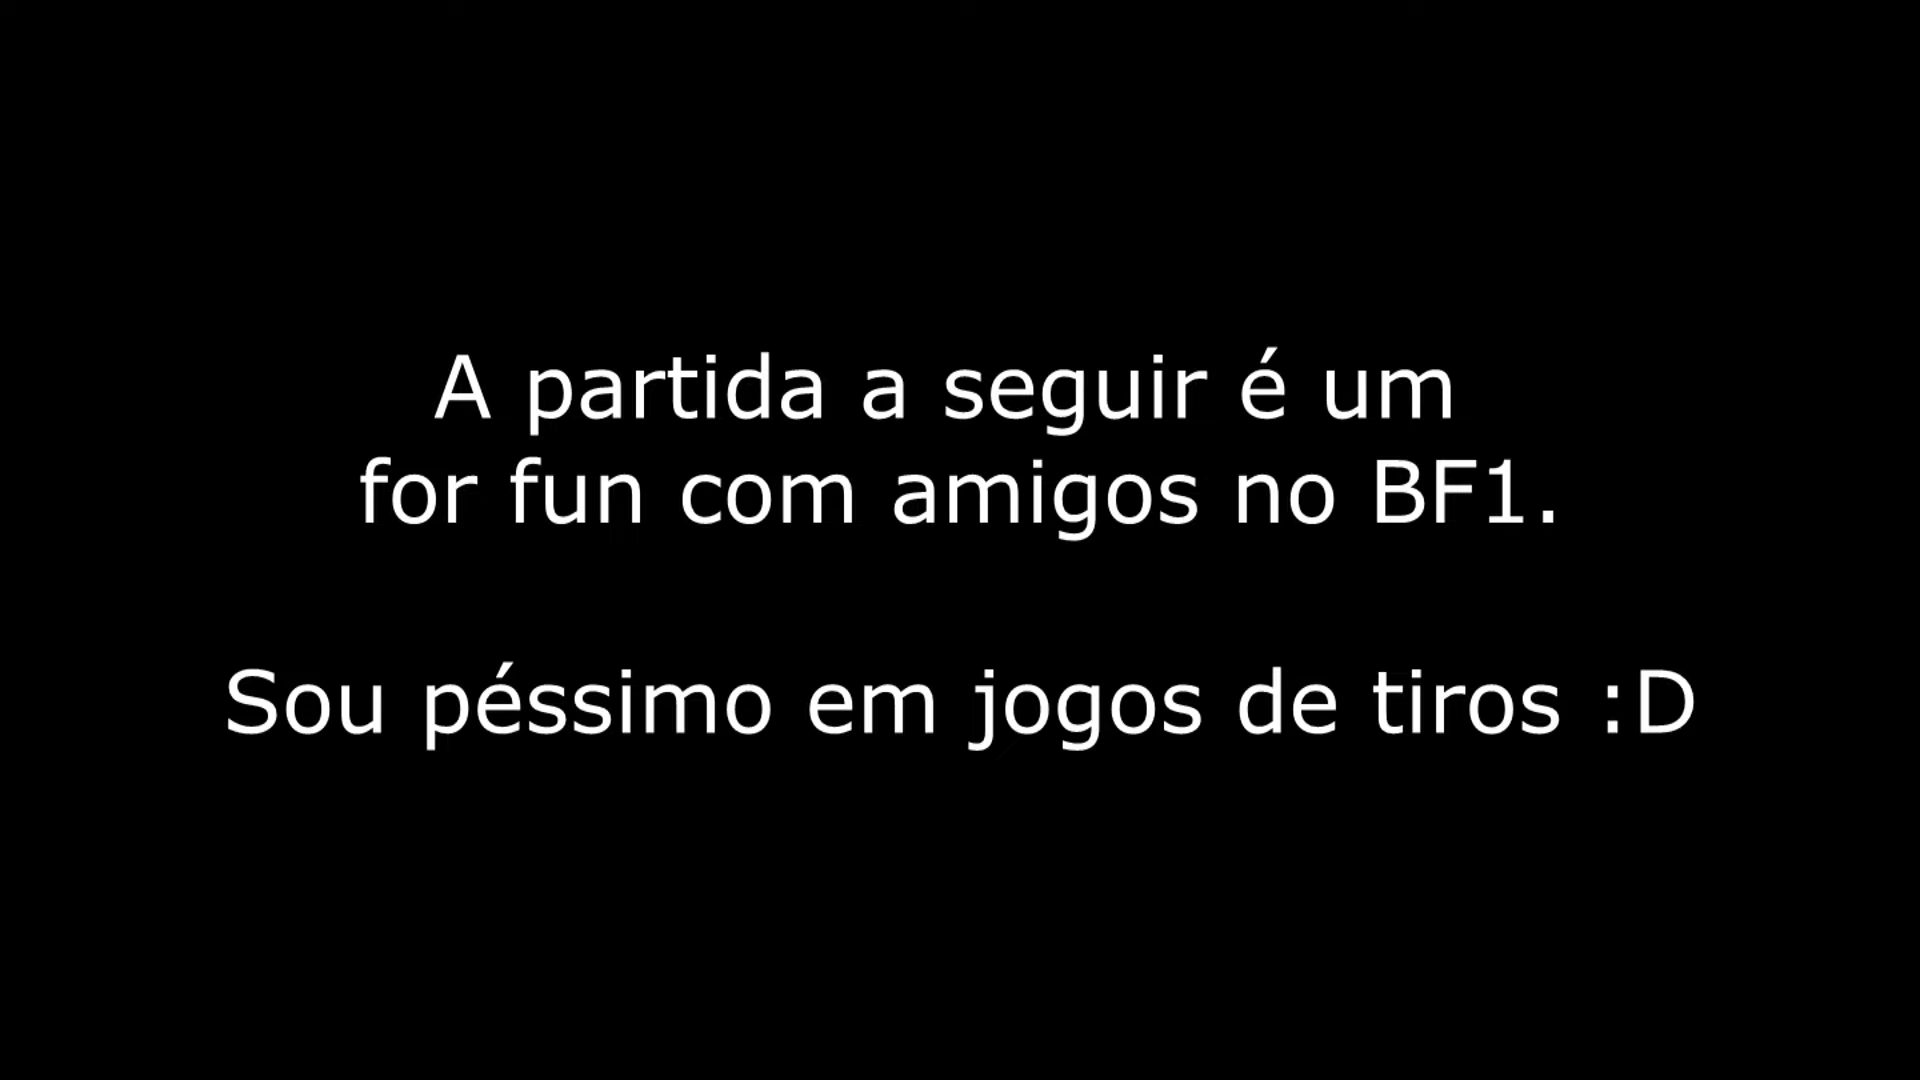 A partida a seguir é um
for fun com amigos no BF1.
Sou péssimo em jogos de tiros :D